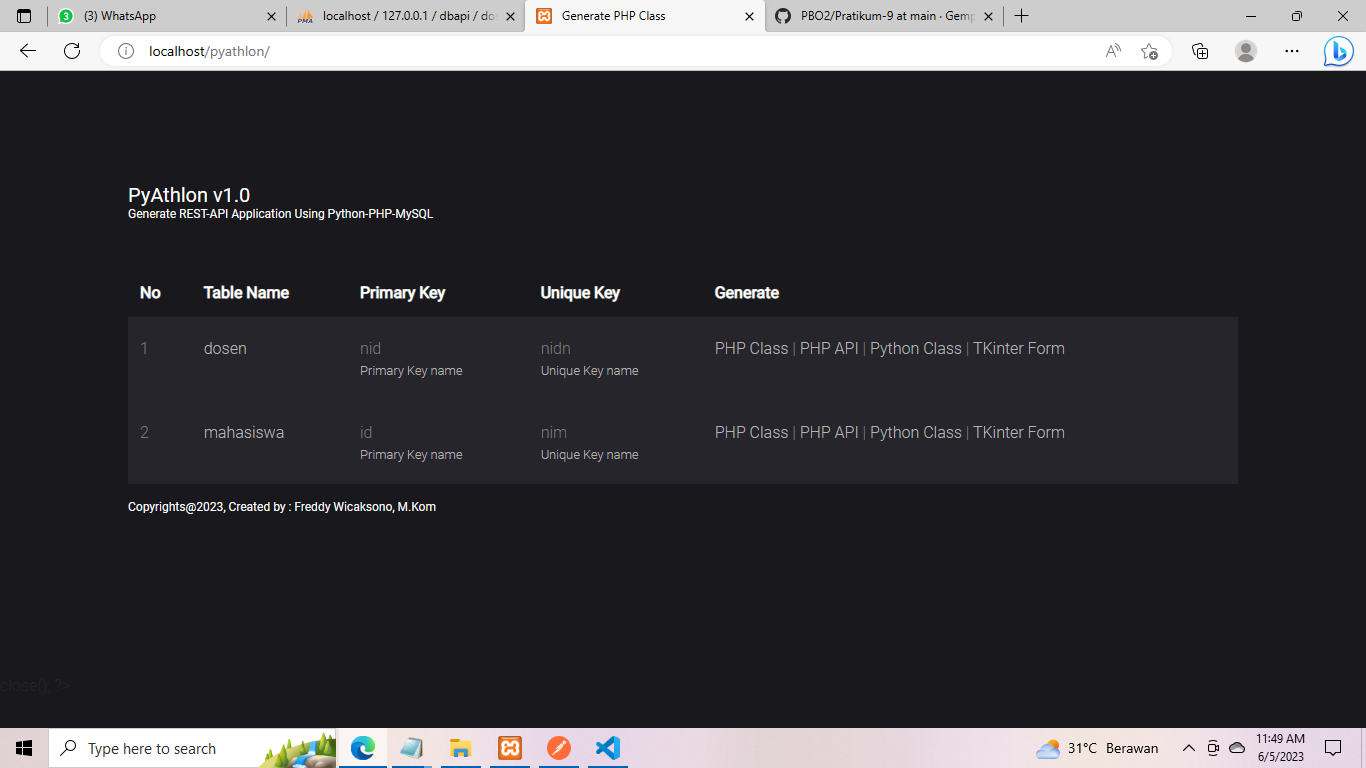 (3) WhatsApp
localhost / 127.0.0.1 / dbapi / do
Generate PHP Class
PBO2/Pratikum-9 at main · Gemp
localhost/pyathlon/
PyAthlon v1.0
Generate REST-API Application Using Python-PHP-MySQL
No Table Name Primary Key Unique Key Generate
1 dosen nid nidn PHP Class | PHP API | Python Class | TKinter Form
Primary Key name Unique Key name
2 mahasiswa id nim PHP Class | PHP API | Python Class | TKinter Form
Primary Key name Unique Key name
Copyrights@2023, Created by : Freddy Wicaksono, M.Kom
close(); ?>
Type here to search
31°C Berawan
11:49 AM
6/5/2023